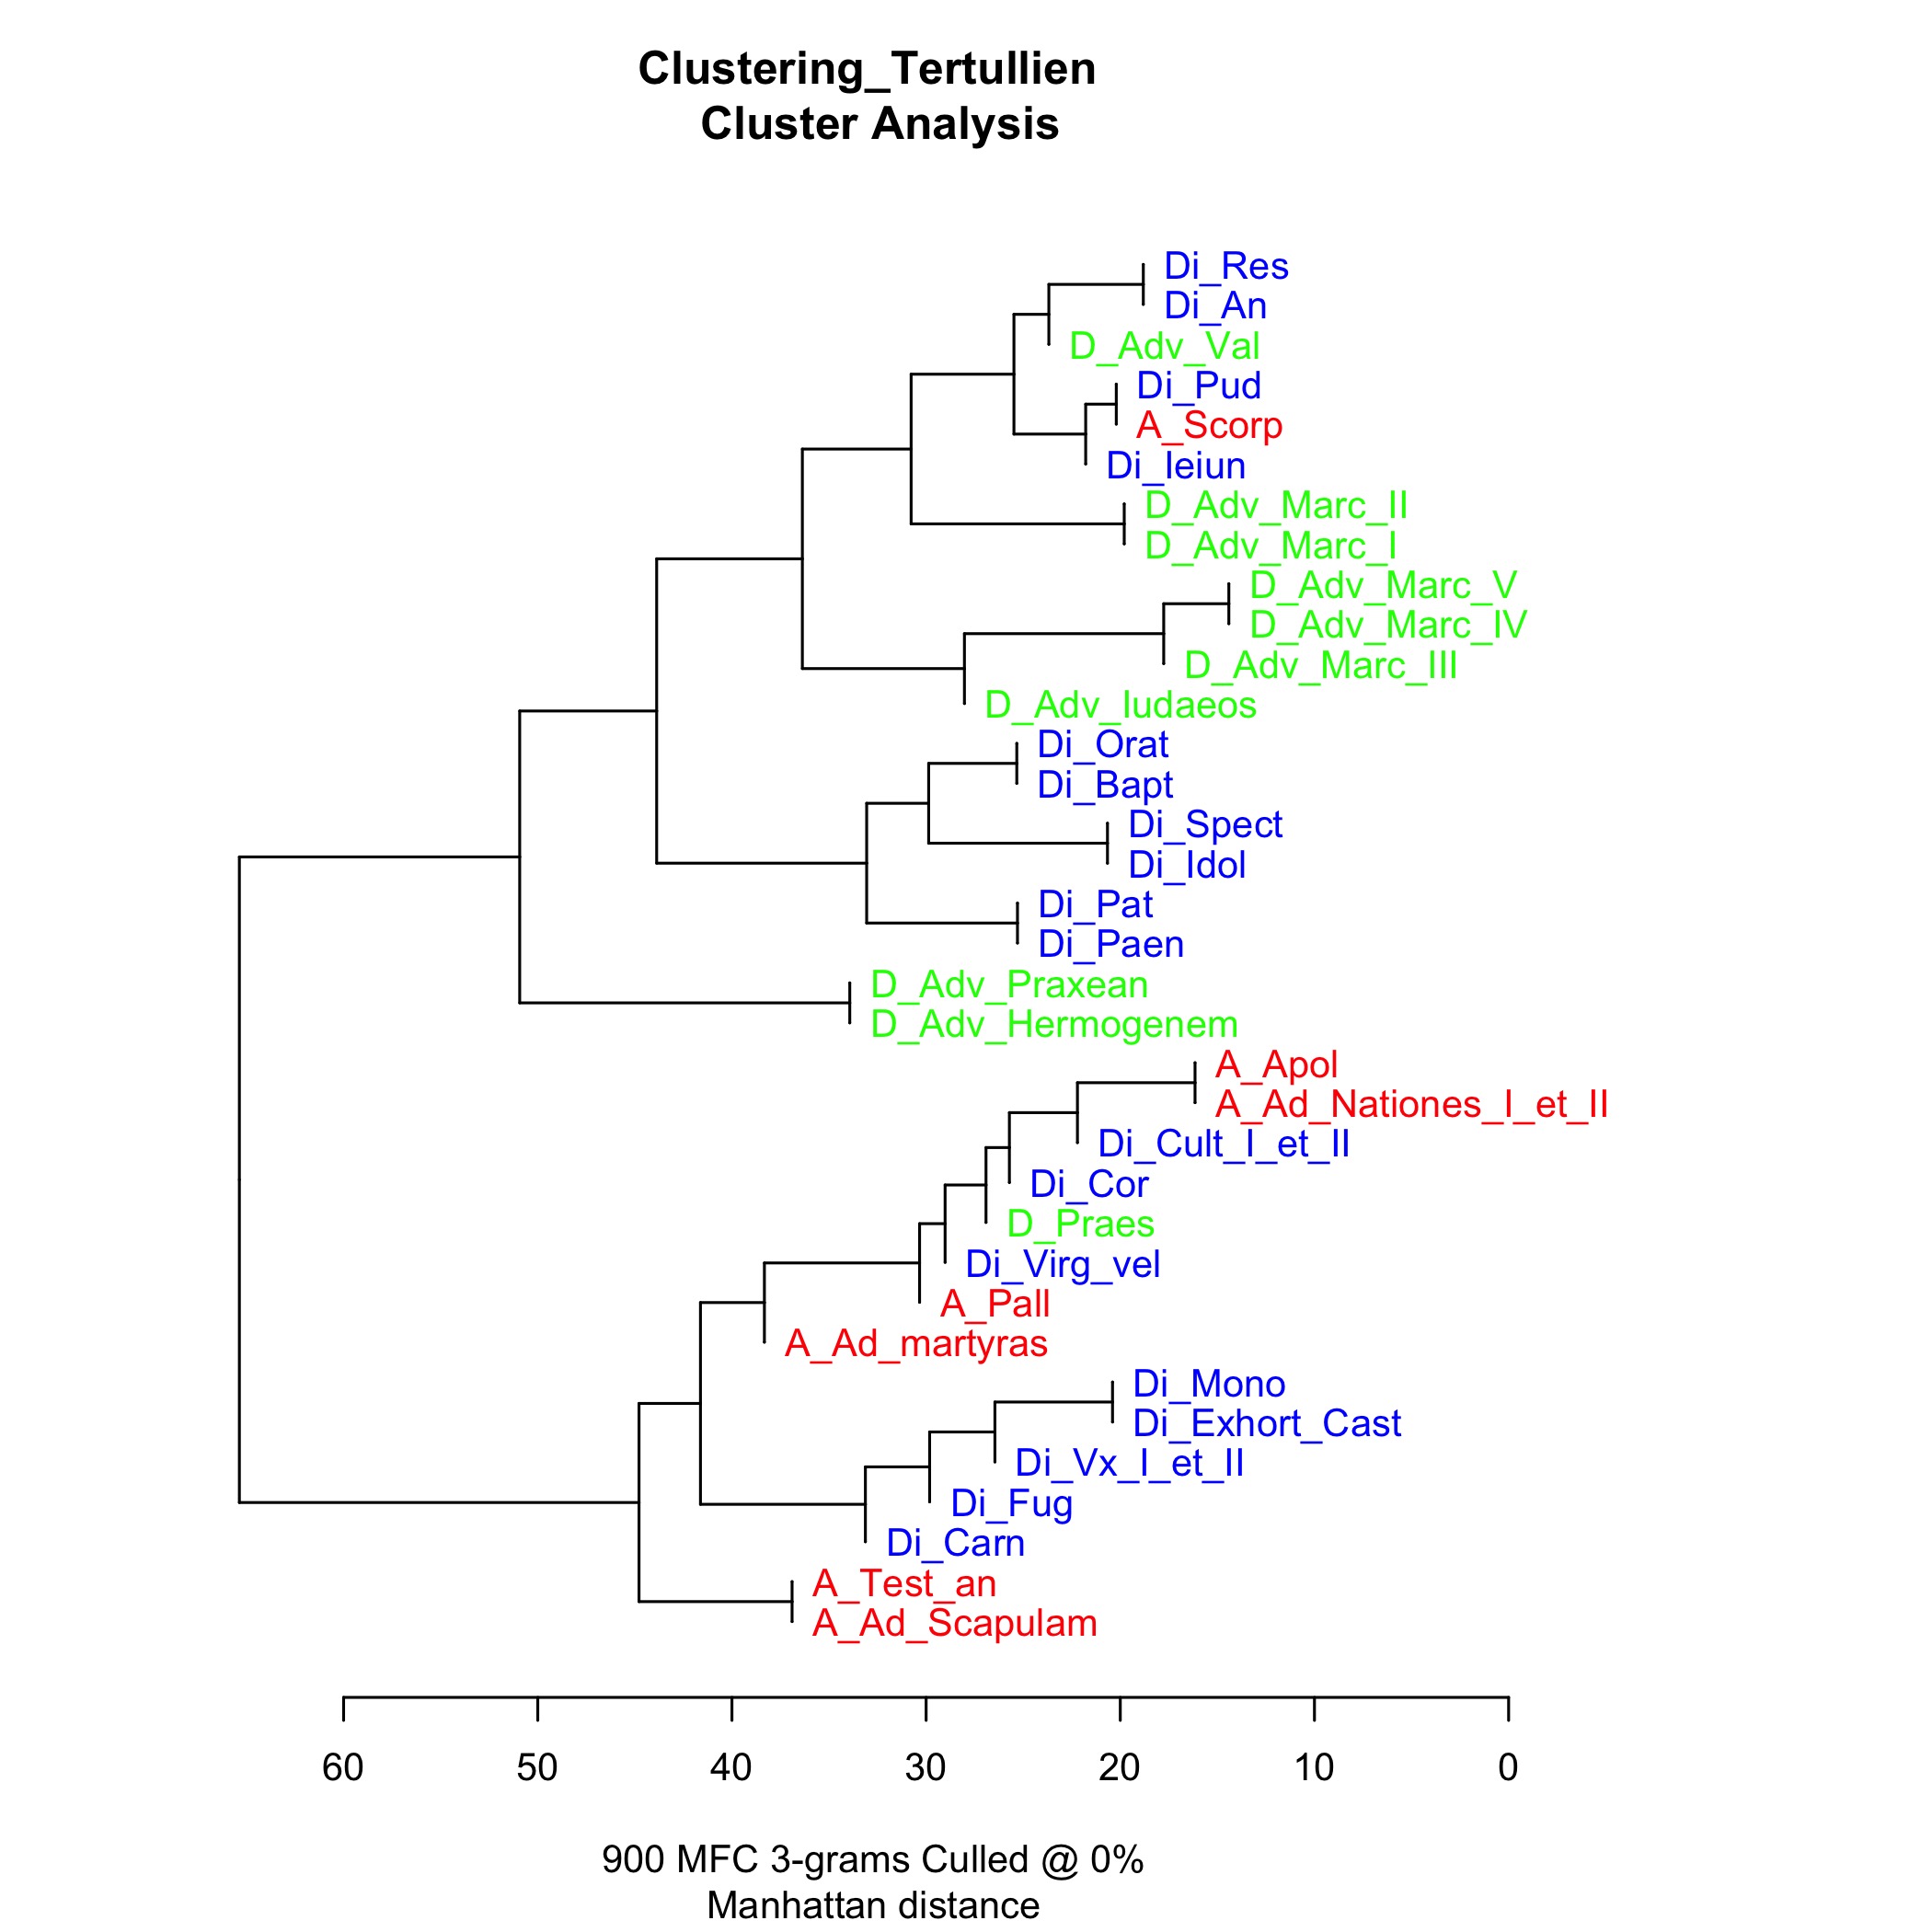 Clustering_Tertullien
Cluster Analysis
Di_Res
Di_An
D_Adv_Val
Di_Pud
A_Scorp
Di_Ieiun
D_Adv_Marc_II
D_Adv_Marc_I
D_Adv_Marc_V
D_Adv_Marc_IV
D_Adv_Marc_III
D_Adv_Iudaeos
Di_Orat
Di_Bapt
Di_Spect
Di_Idol
Di_Pat
Di_Paen
D_Adv_Praxean
D_Adv_Hermogenem
A_Apol
A_Ad_Nationes_I_et_II
Di_Cult_I_et_II
Di_Cor
D_Praes
Di_Virg_vel
A_Pall
A_Ad_martyras
Di_Mono
Di_Exhort_Cast
Di_Vx_I_et_II
Di_Fug
Di_Carn
A_Test_an
A_Ad_Scapulam
60 50 40 30 20 10 0
900 MFC 3-grams Culled @ 0%
Manhattan distance